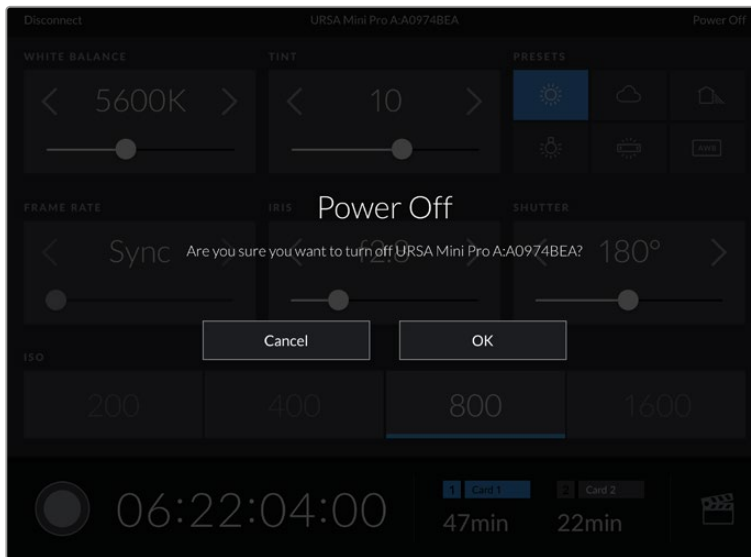 Disconnect URSA Mini Pro A:A0974BEA Power Off
WHITE BALANCE TINT PRESETS
5600K 10
AWB
FRAME RATE IRIS SHUTTER
Power Off
Sync f2.8 180°
Are you sure you want to turn off URSA Mini Pro A:A0974BEA?
Cancel OK
ISO
200 400 800 1600
06:22:04:00
1 Card 1 2 Card 2
47min 22min